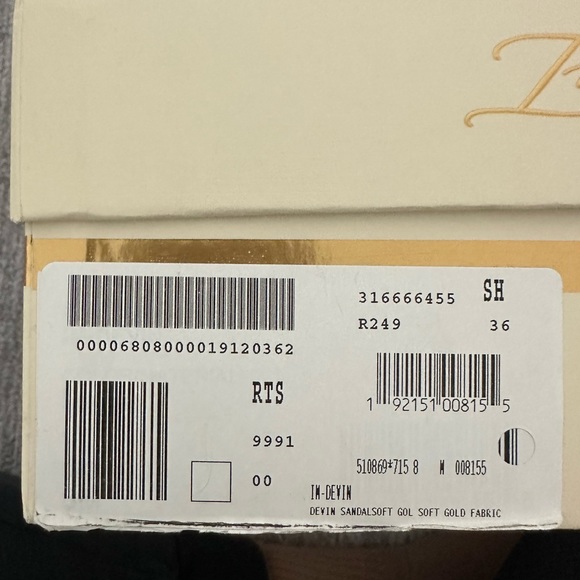 316666455 SH
R249 36
00006808000019120362
RTS
1 92151 00815 5
9991
510869*715 8 M 008155
00
IM-DEVIN
DEVIN SANDALSOFT GOL SOFT GOLD FABRIC